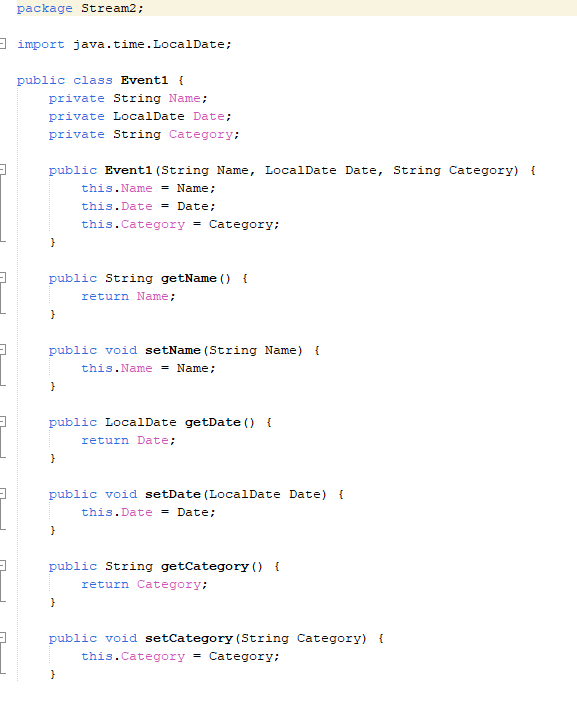 package Stream2;
import java.time.LocalDate;
public class Event1 {
    private String Name;
    private LocalDate Date;
    private String Category;
    public Event1(String Name, LocalDate Date, String Category) {
        this.Name = Name;
        this.Date = Date;
        this.Category = Category;
    }
    public String getName() {
        return Name;
    }
    public void setName(String Name) {
        this.Name = Name;
    }
    public LocalDate getDate() {
        return Date;
    }
    public void setDate(LocalDate Date) {
        this.Date = Date;
    }
    public String getCategory() {
        return Category;
    }
    public void setCategory(String Category) {
        this.Category = Category;
    }